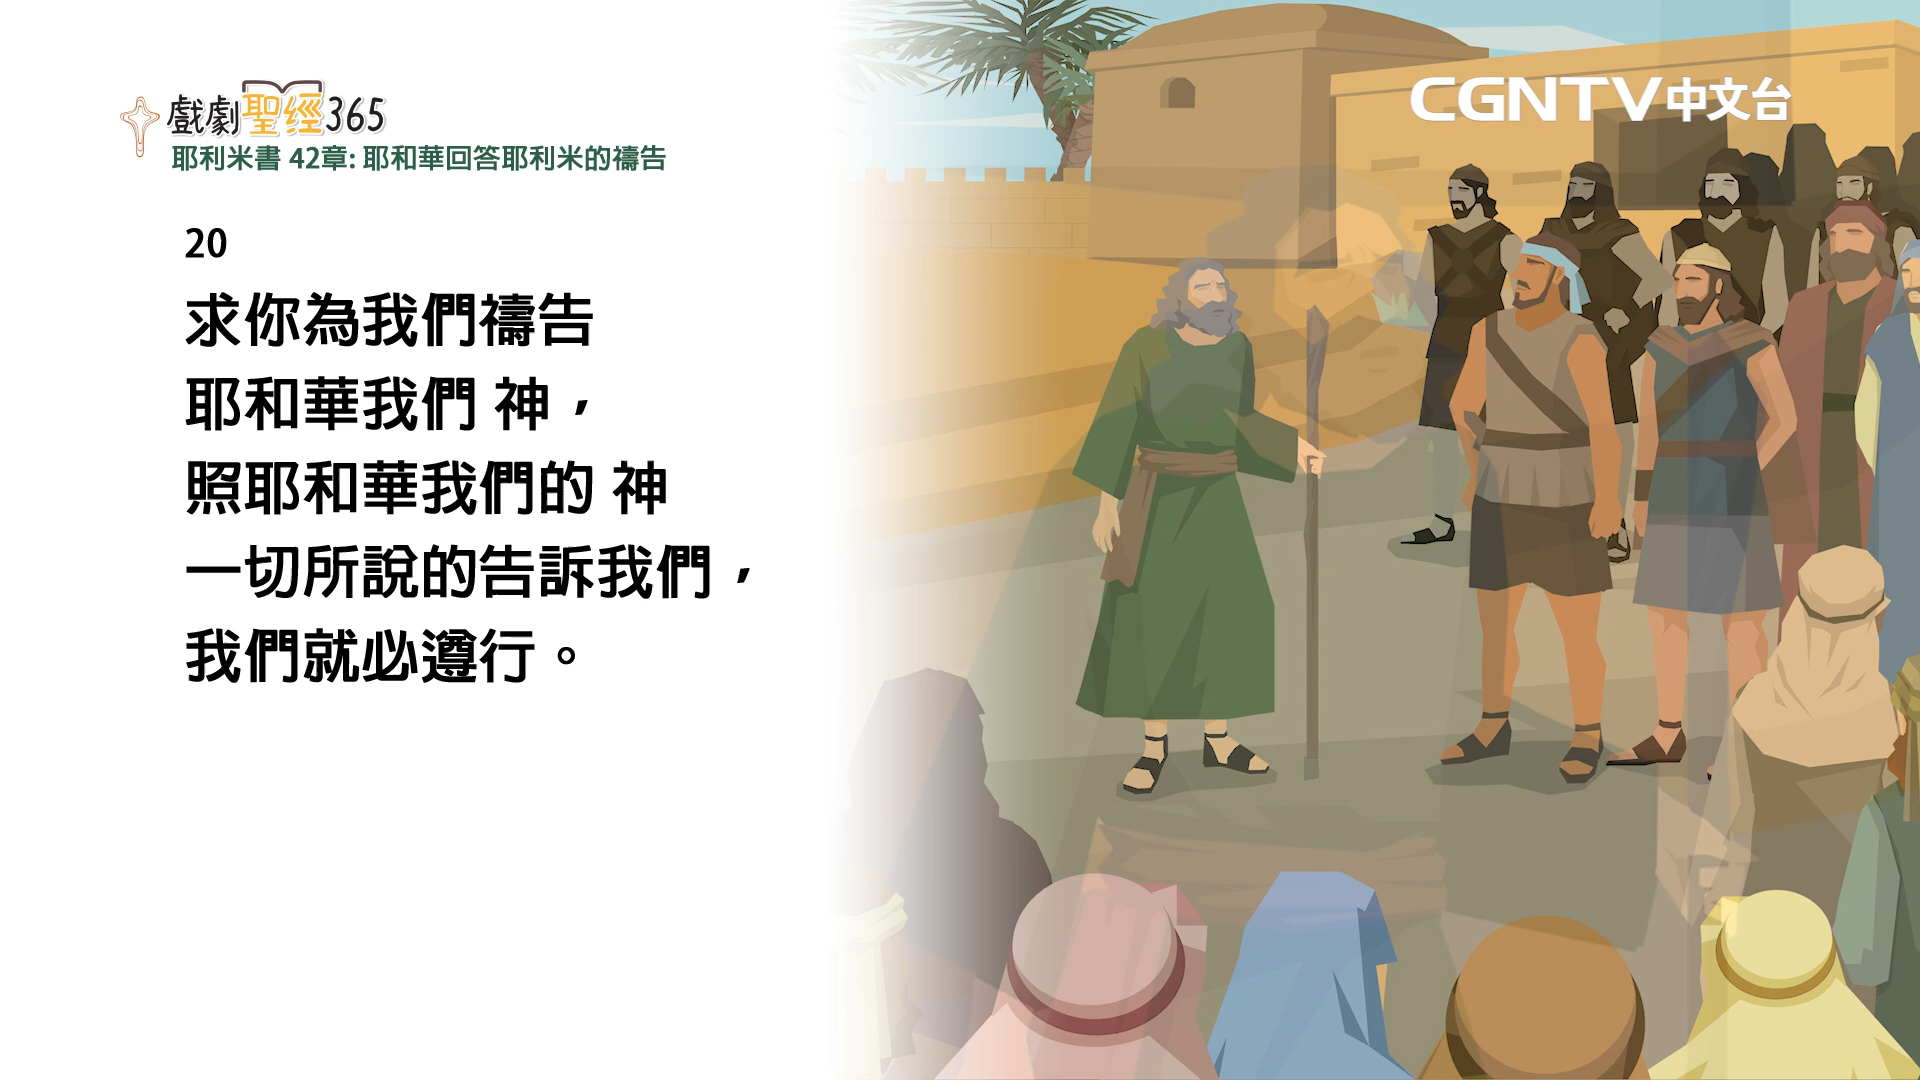 戲劇聖經365
耶利米書 42章: 耶和華回答耶利米的禱告
CGNTV中文台
20
求你為我們禱告
耶和華我們 神，
照耶和華我們的 神
一切所說的告訴我們，
我們就必遵行。